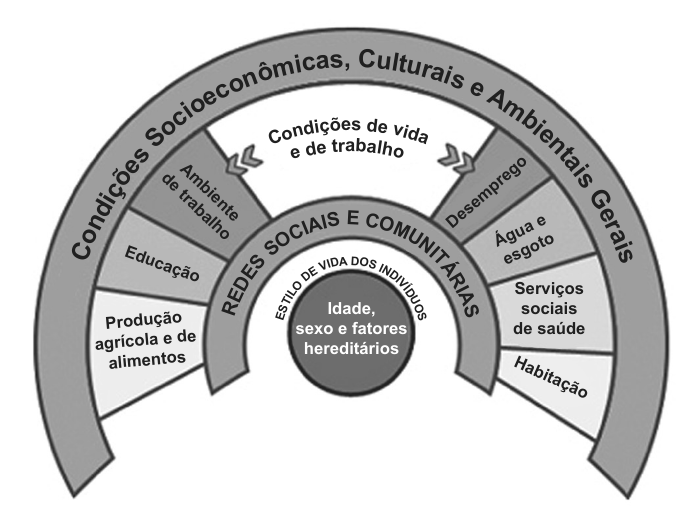 Condições Socioeconômicas, Culturais e Ambientais Gerais
Condições de vida
e de trabalho
Ambiente
de trabalho
Educação
Produção
agrícola e de
alimentos
Desemprego
Água e
esgoto
Serviços
sociais
de saúde
Habitação
REDES SOCIAIS E COMUNITÁRIAS
ESTILO DE VIDA DOS INDIVÍDUOS
Idade,
sexo e fatores
hereditários